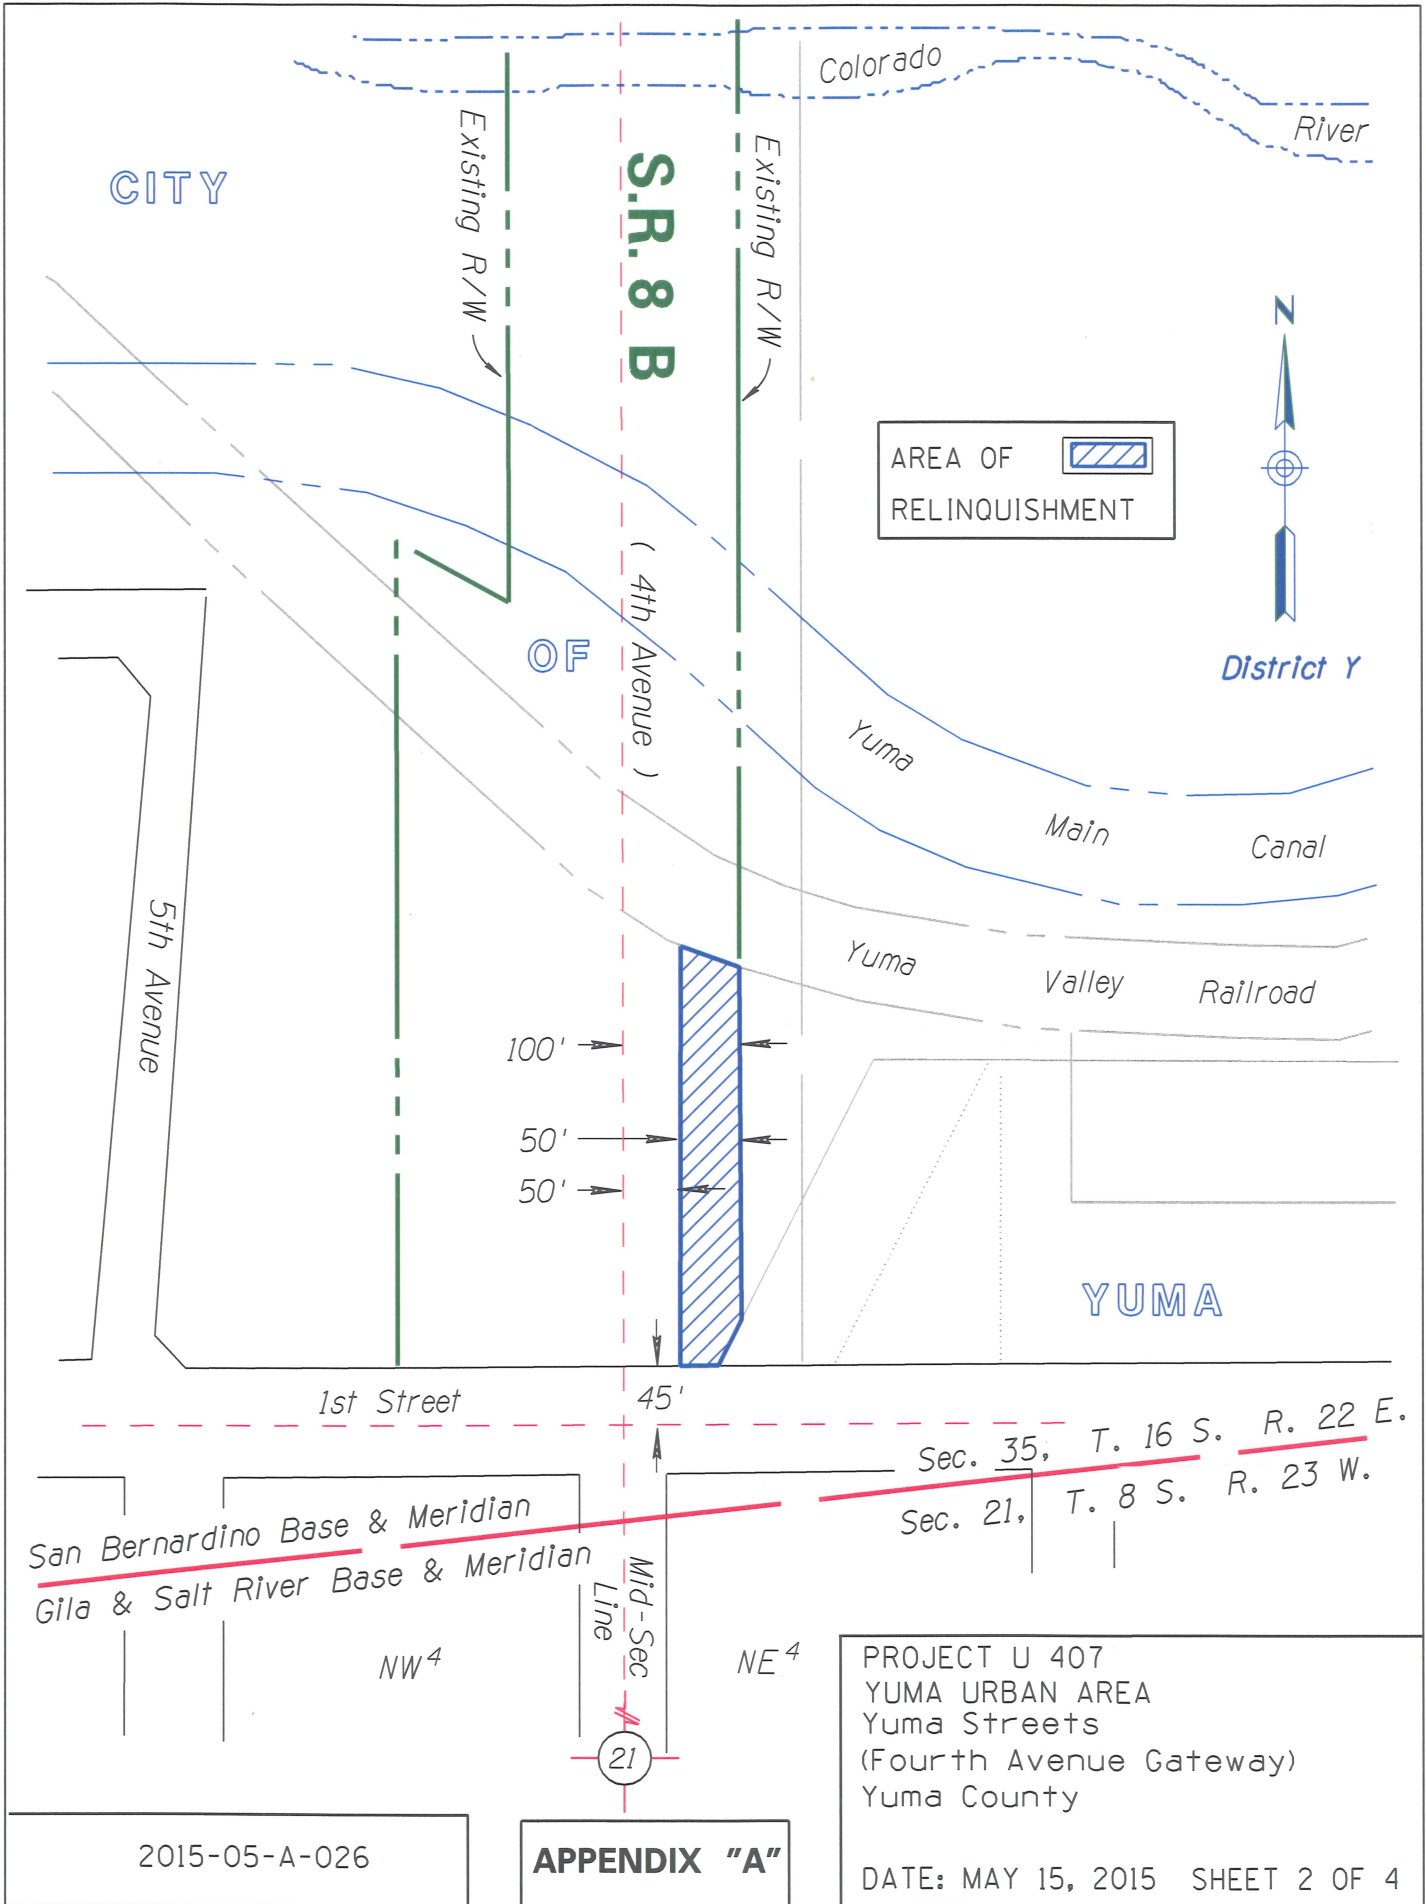 Colorado
River
CITY
Existing R/W
S.R. 8 B
Existing R/W
N
AREA OF
RELINQUISHMENT
( 4th Avenue )
OF
District Y
Yuma
Main
Canal
5th Avenue
Yuma
Valley
Railroad
100'
50'
50'
YUMA
1st Street
45'
Sec. 35, T. 16 S. R. 22 E.
Sec. 21, T. 8 S. R. 23 W.
San Bernardino Base & Meridian
Gila & Salt River Base & Meridian
Mid-Sec
Line
NW 4
NE 4
21
PROJECT U 407
YUMA URBAN AREA
Yuma Streets
(Fourth Avenue Gateway)
Yuma County
DATE: MAY 15, 2015 SHEET 2 OF 4
2015-05-A-026
APPENDIX "A"